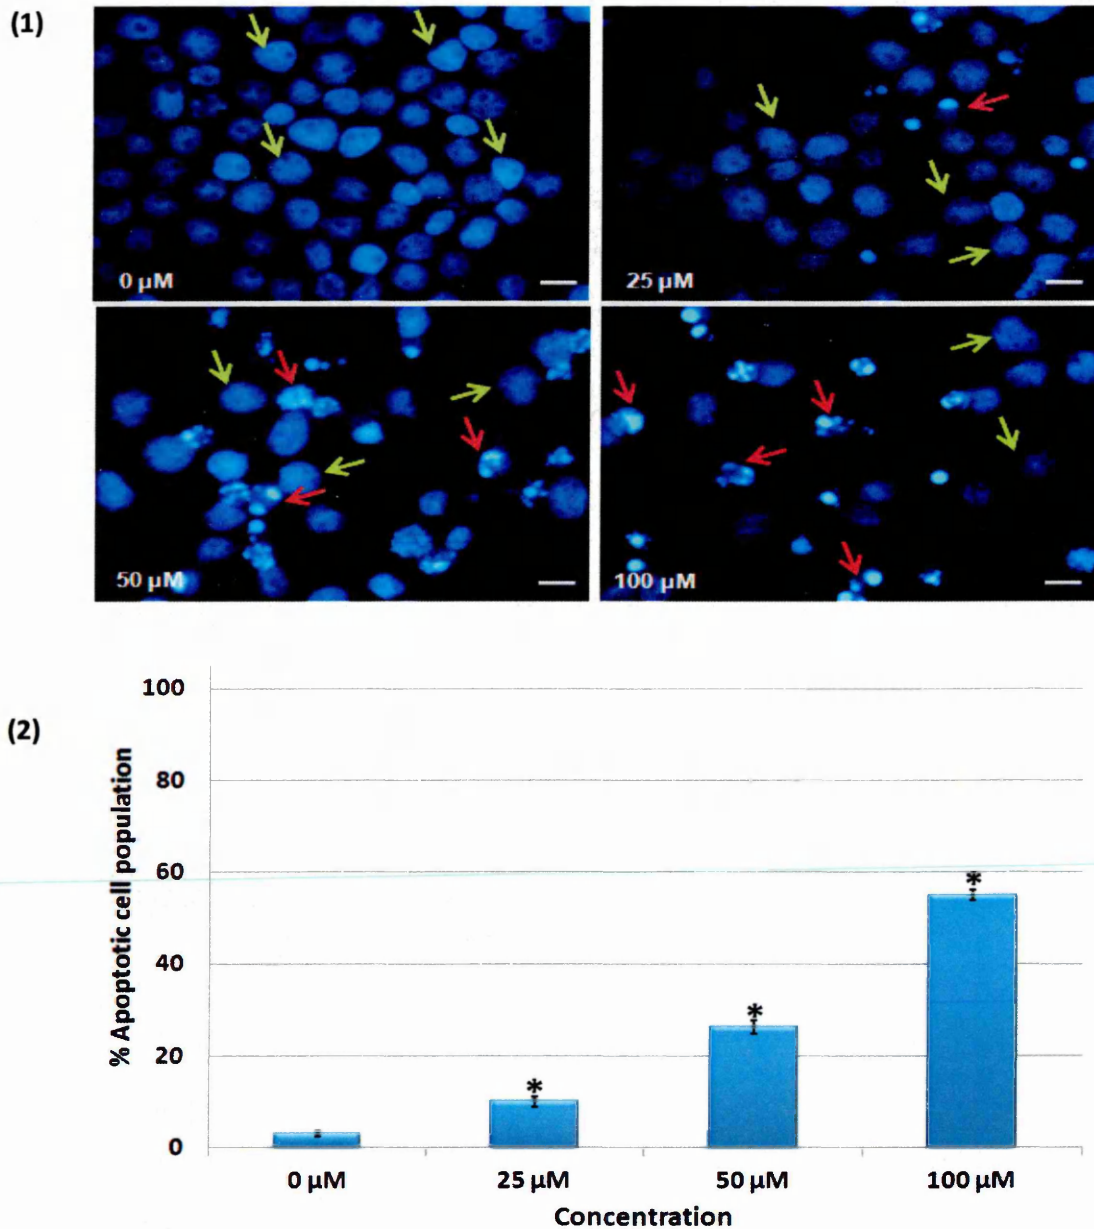 (1)
0 µM
25 µM
50 µM
100 µM
(2)
% Apoptotic cell population
100
80
60
40
20
0
*
*
*
0 µM
25 µM
50 µM
100 µM
Concentration